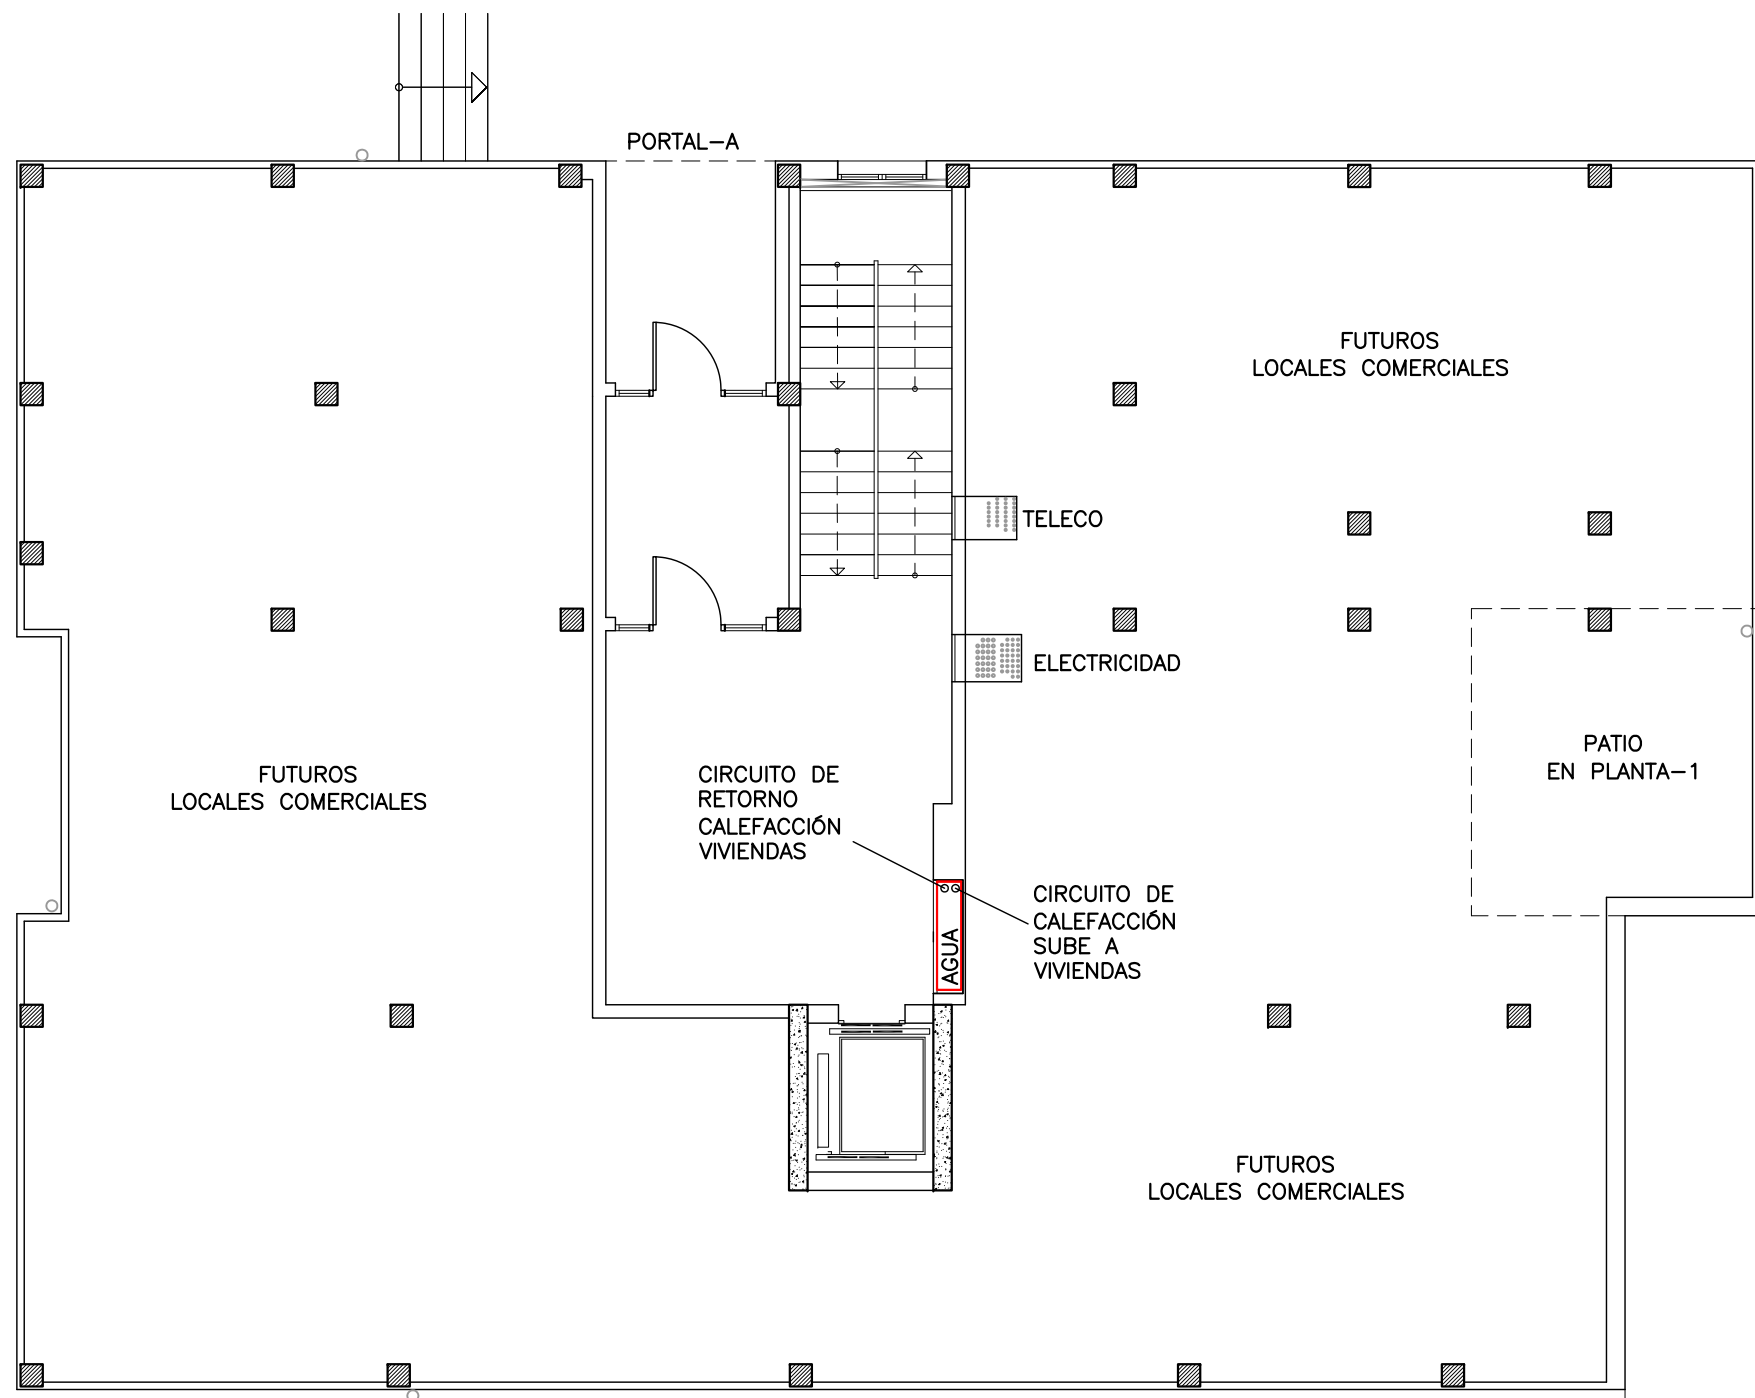 PORTAL-A
FUTUROS
LOCALES COMERCIALES
TELECO
ELECTRICIDAD
PATIO
EN PLANTA-1
FUTUROS
LOCALES COMERCIALES
CIRCUITO DE
RETORNO
CALEFACCIÓN
VIVIENDAS
CIRCUITO DE
CALEFACCIÓN
SUBE A
VIVIENDAS
AGUA
FUTUROS
LOCALES COMERCIALES